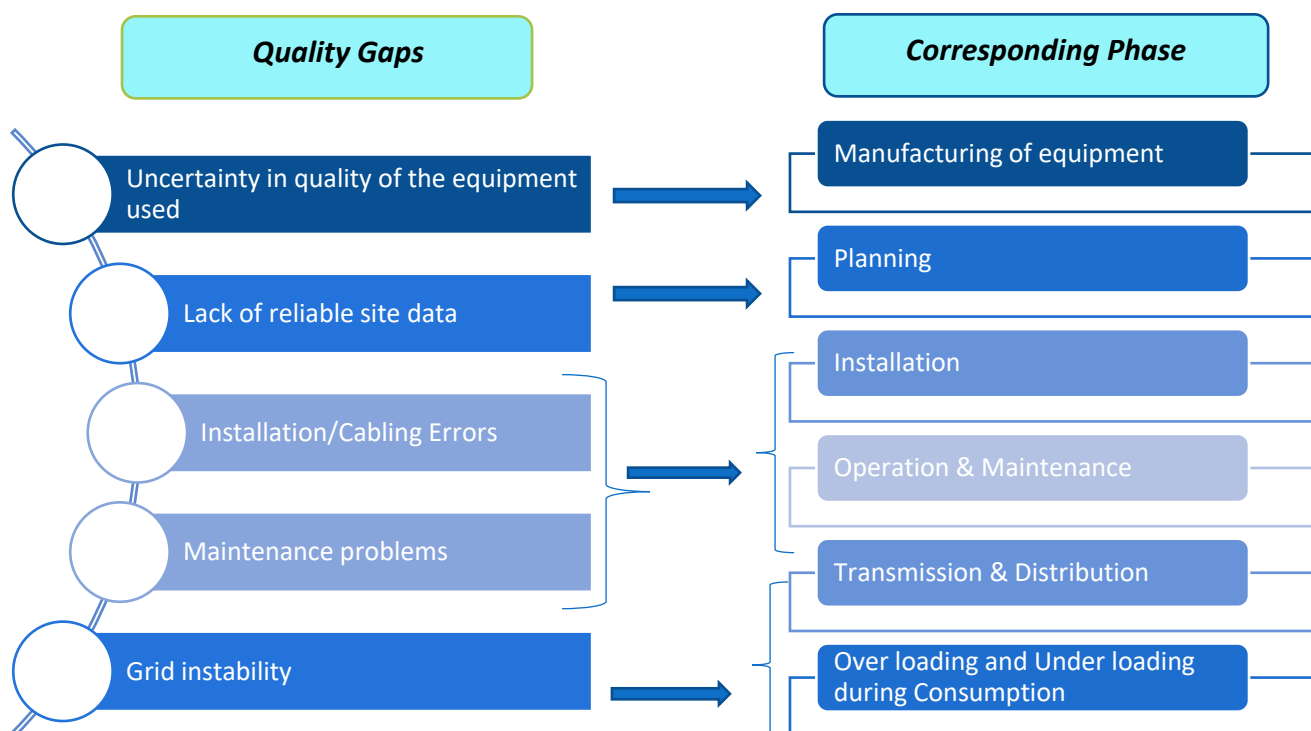 Quality Gaps
Corresponding Phase
Uncertainty in quality of the equipment
used
Manufacturing of equipment
Lack of reliable site data
Planning
Installation/Cabling Errors
Installation
Maintenance problems
Operation & Maintenance
Grid instability
Transmission & Distribution
Over loading and Under loading
during Consumption